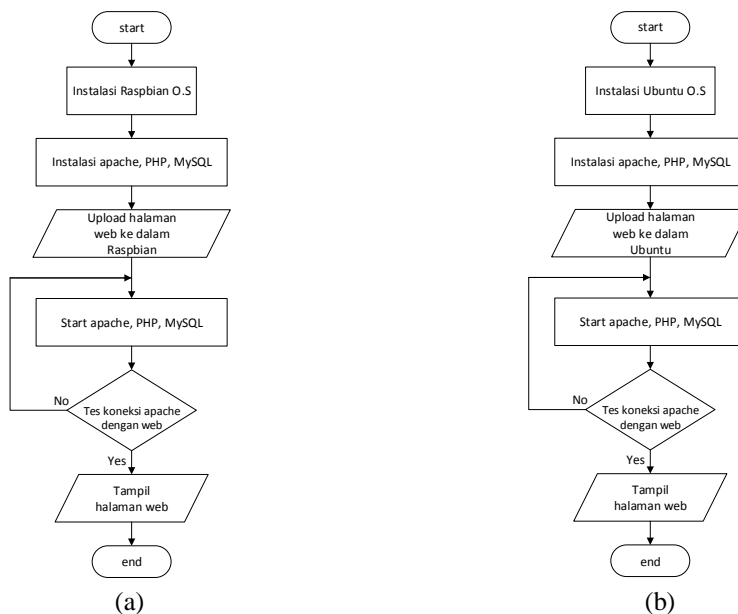 start
Instalasi Raspbian O.S
Instalasi apache, PHP, MySQL
Upload halaman
web ke dalam
Raspbian
Start apache, PHP, MySQL
No
Tes koneksi apache
dengan web
Yes
Tampil
halaman web
end
(a)
start
Instalasi Ubuntu O.S
Instalasi apache, PHP, MySQL
Upload halaman
web ke dalam
Ubuntu
Start apache, PHP, MySQL
No
Tes koneksi apache
dengan web
Yes
Tampil
halaman web
end
(b)